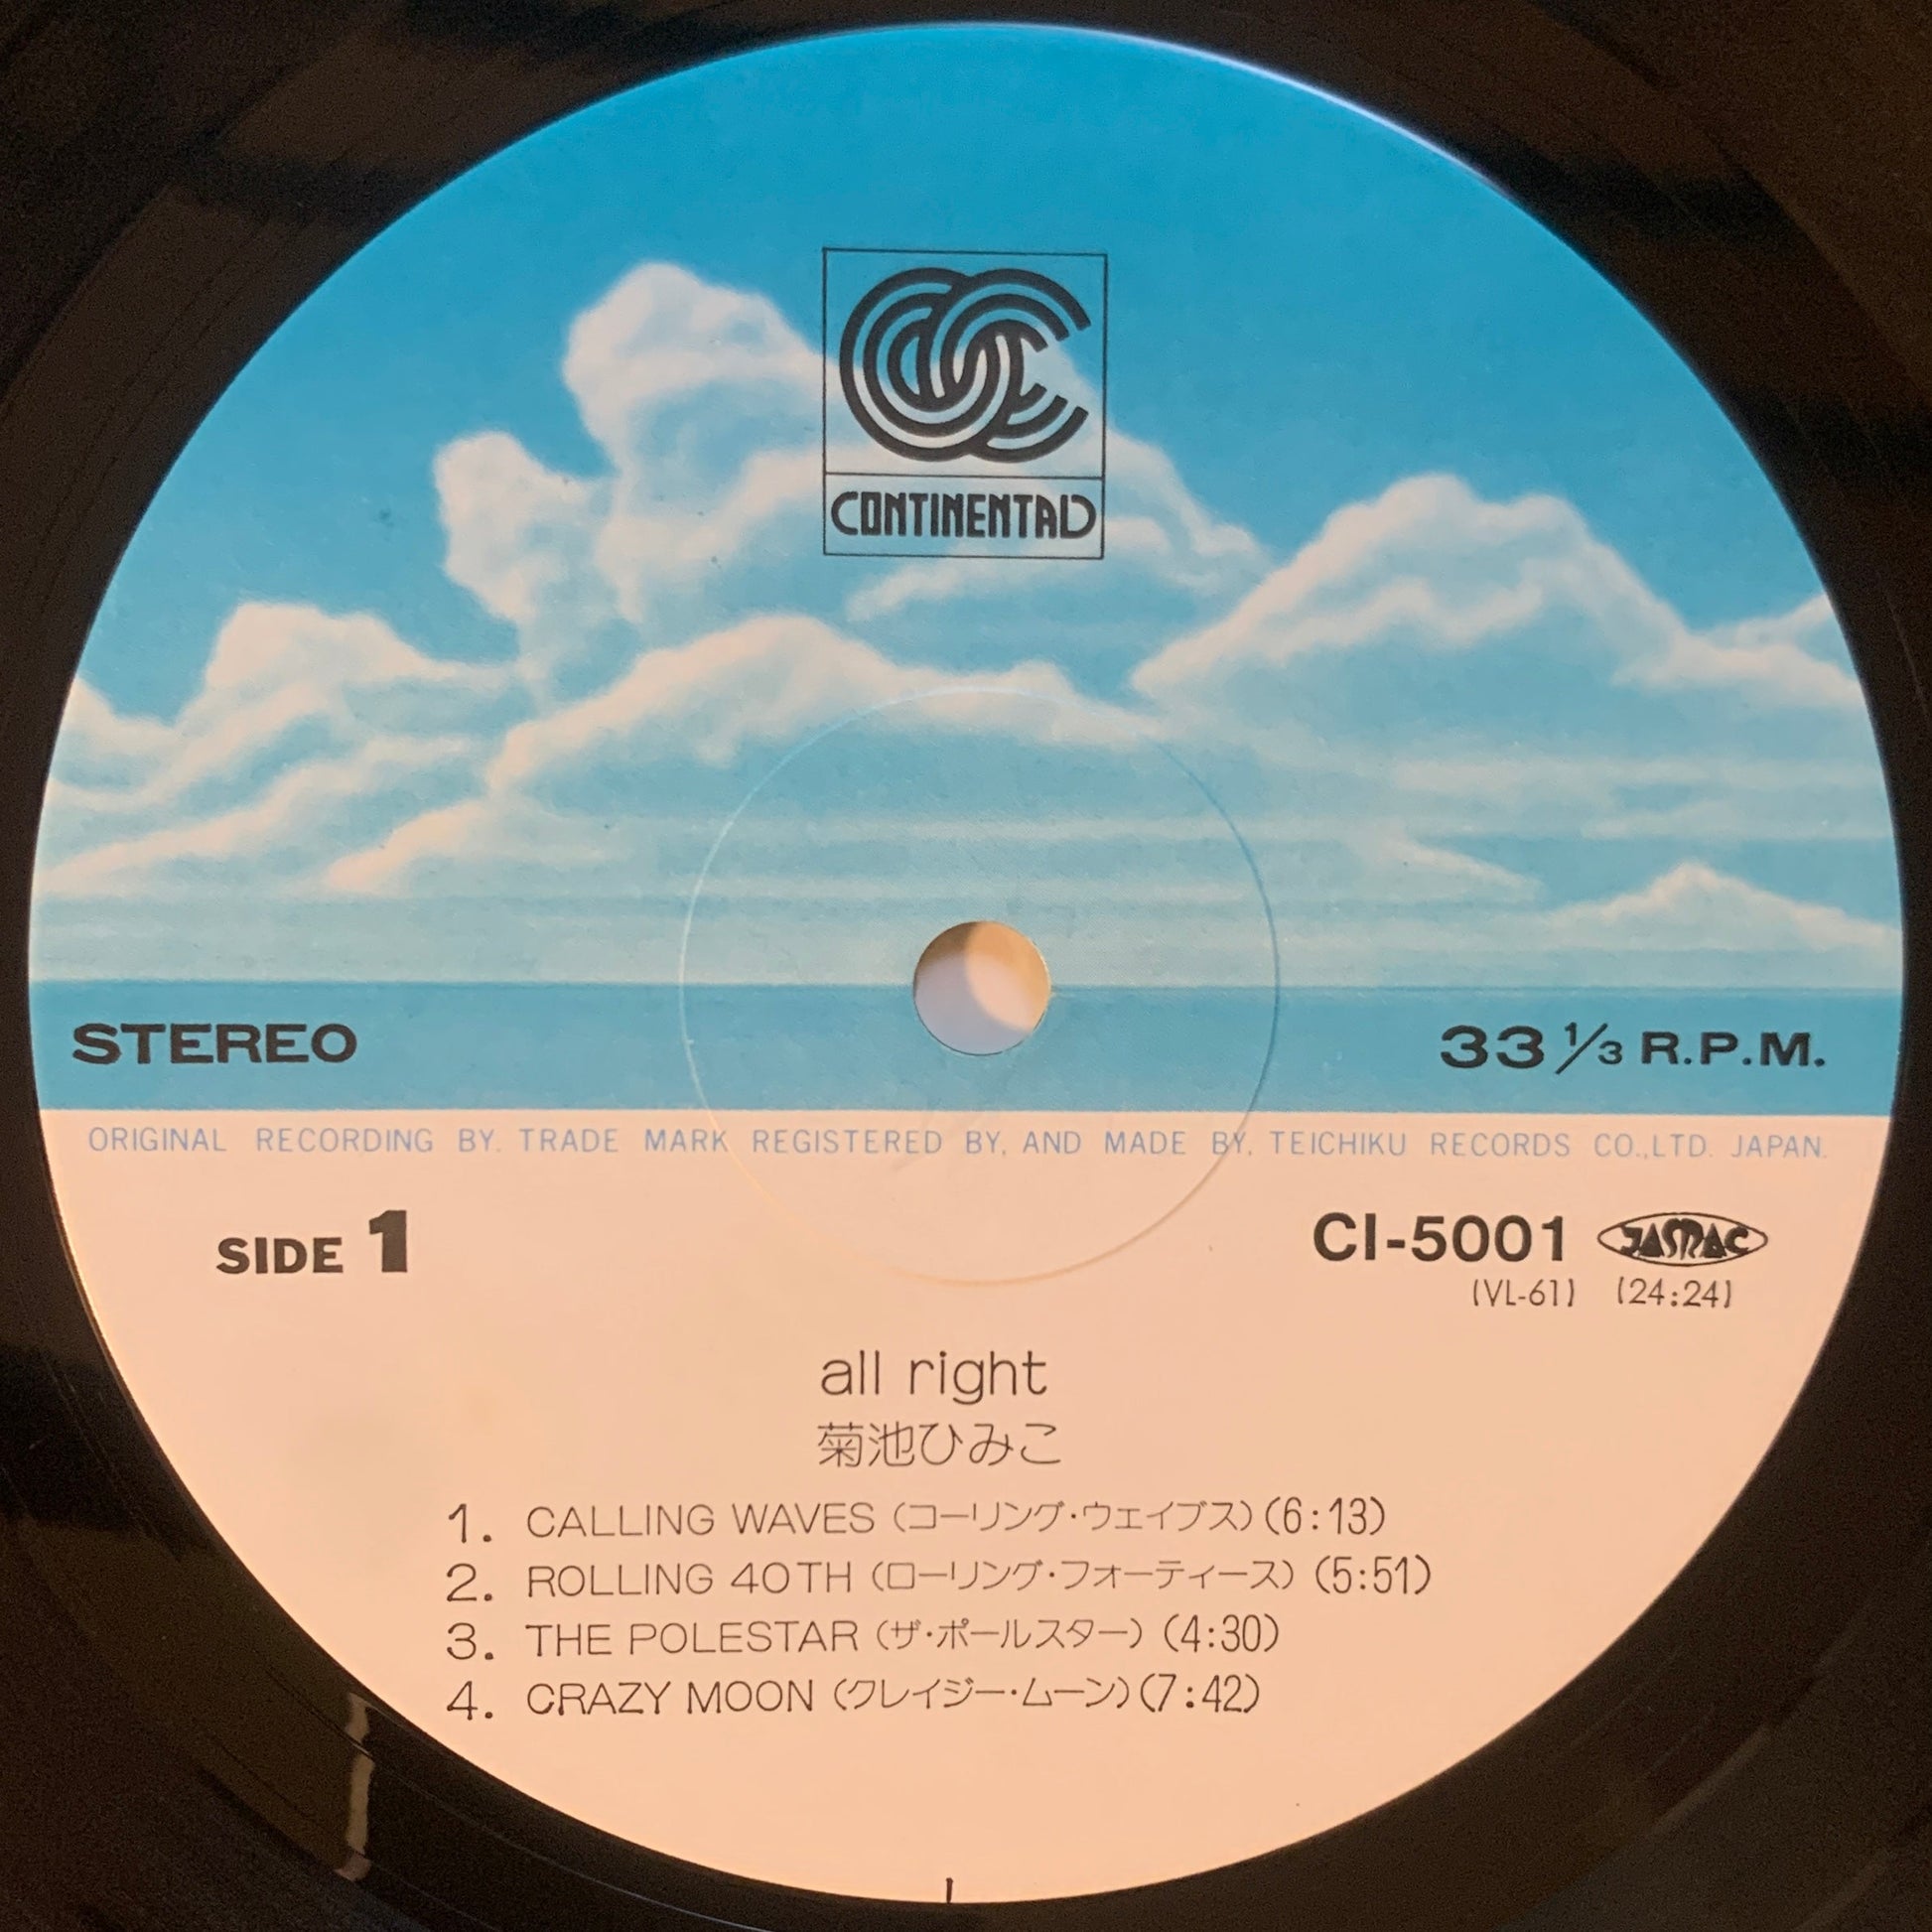 CONTINENTAL
STEREO
33 1/3 R.P.M.
ORIGINAL RECORDING BY. TRADE MARK REGISTERED BY, AND MADE BY, TEICHIKU RECORDS CO.,LTD. JAPAN.
SIDE 1
CI-5001 JASRAC
(VL-61) (24:24)
all right
菊池ひみこ
1. CALLING WAVES (コーリング・ウェイブス) (6:13)
2. ROLLING 40TH (ローリング・フォーティース) (5:51)
3. THE POLESTAR (ザ・ポールスター) (4:30)
4. CRAZY MOON (クレイジー・ムーン) (7:42)